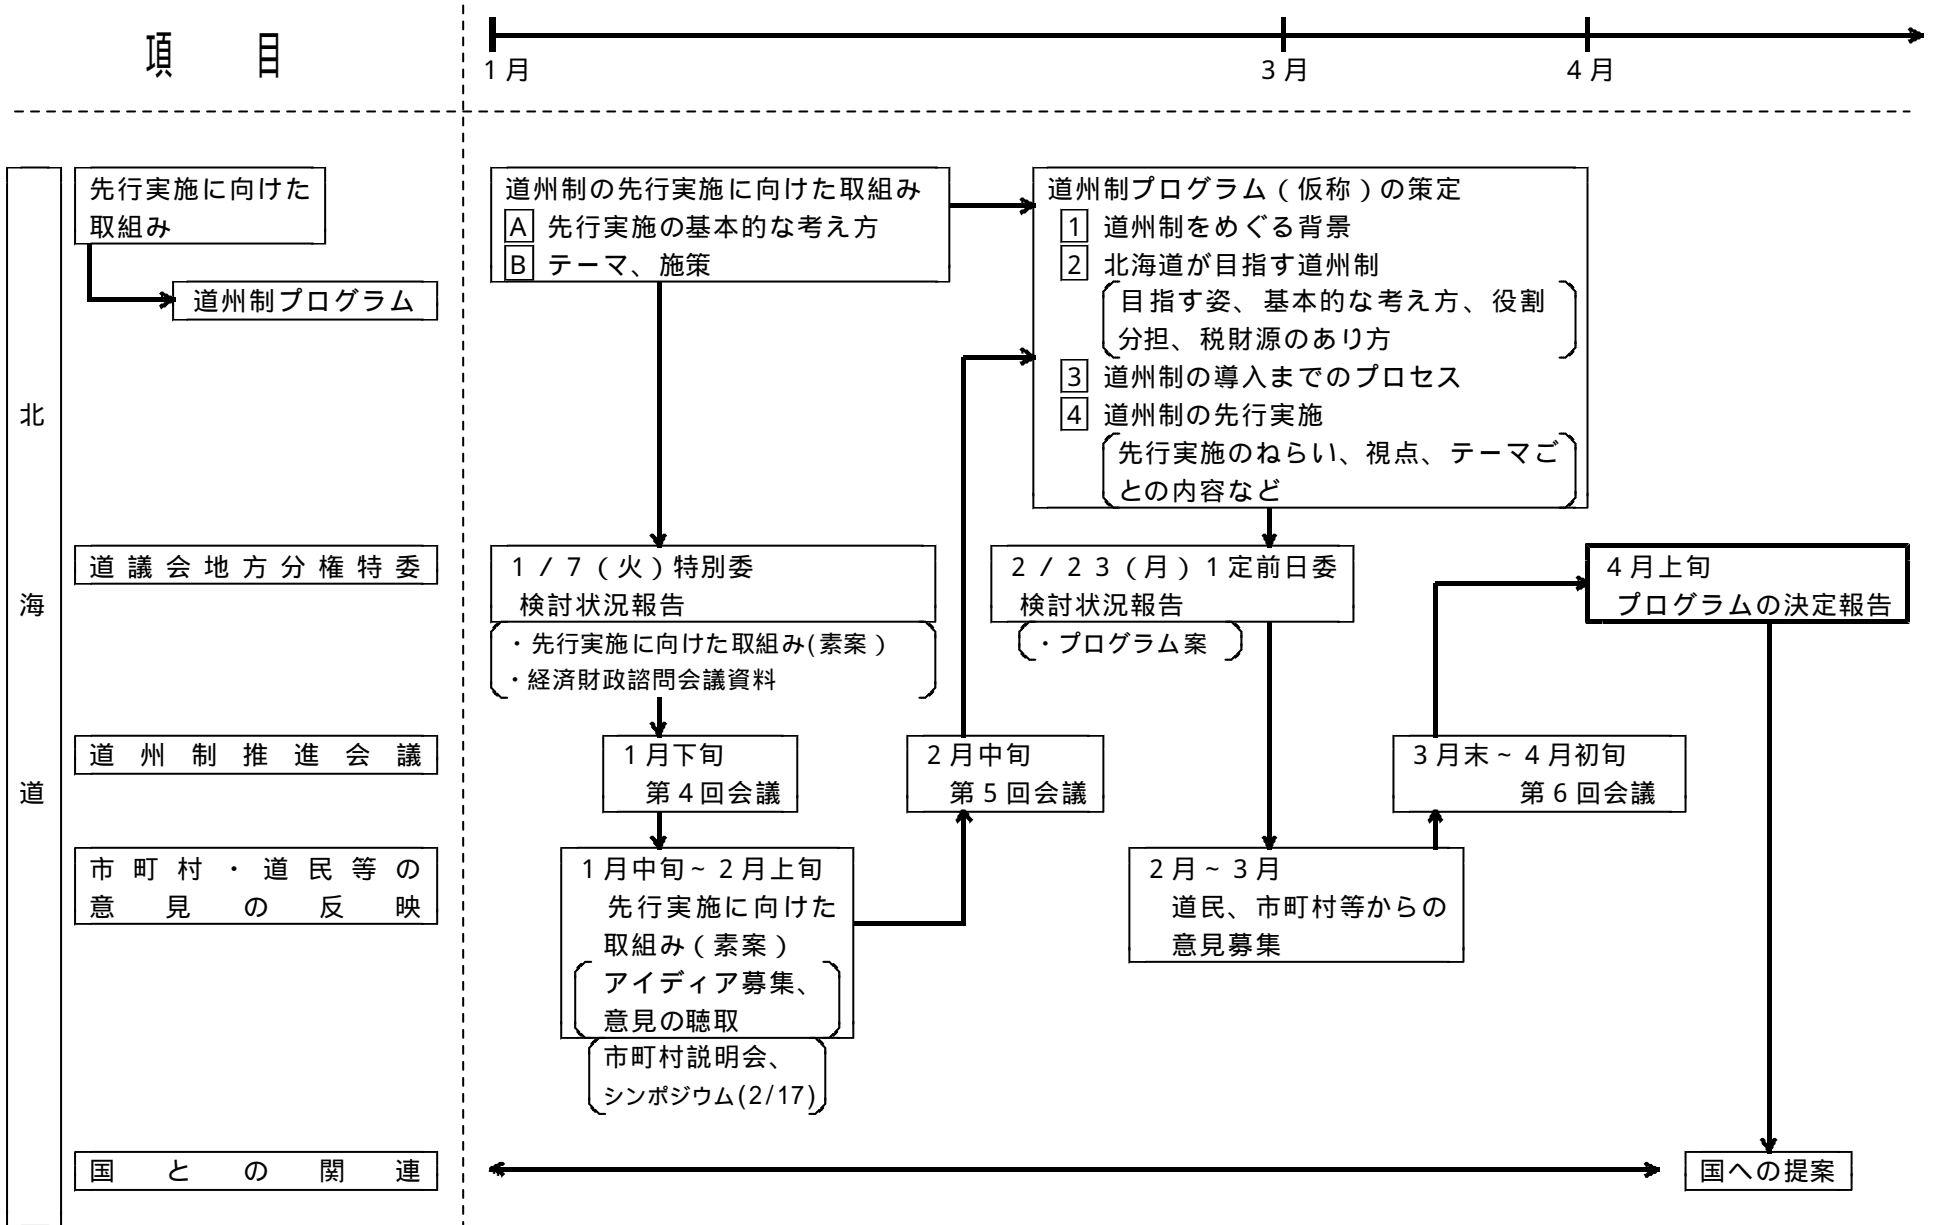 項 目
1月
3月
4月
北海道
先行実施に向けた
取組み
道州制プログラム
道州制の先行実施に向けた取組み
A 先行実施の基本的な考え方
B テーマ、施策
道州制プログラム(仮称)の策定
1 道州制をめぐる背景
2 北海道が目指す道州制
目指す姿、基本的な考え方、役割
分担、税財源のあり方
3 道州制の導入までのプロセス
4 道州制の先行実施
先行実施のねらい、視点、テーマご
との内容など
道議会地方分権特委
1/7(火)特別委
検討状況報告
・先行実施に向けた取組み(素案)
・経済財政諮問会議資料
2/23(月)1定前日委
検討状況報告
・プログラム案
4月上旬
プログラムの決定報告
道州制推進会議
1月下旬
第4回会議
2月中旬
第5回会議
3月末~4月初旬
第6回会議
市町村・道民等の
意見の反映
1月中旬~2月上旬
先行実施に向けた
取組み(素案)
アイディア募集、
意見の聴取
市町村説明会、
シンポジウム(2/17)
2月~3月
道民、市町村等からの
意見募集
国との関連
国への提案